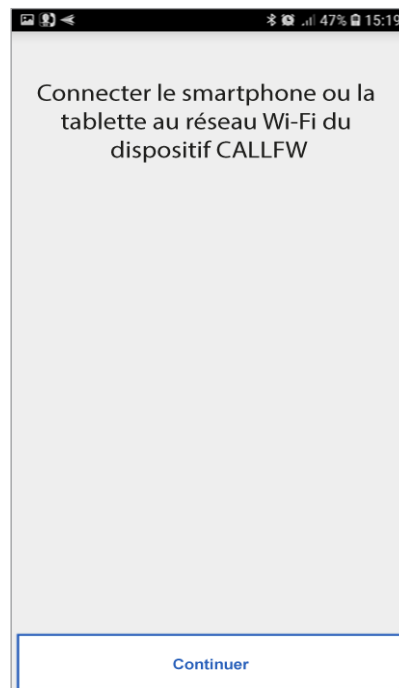 47% 15:19
Connecter le smartphone ou la
tablette au réseau Wi-Fi du
dispositif CALLFW
Continuer